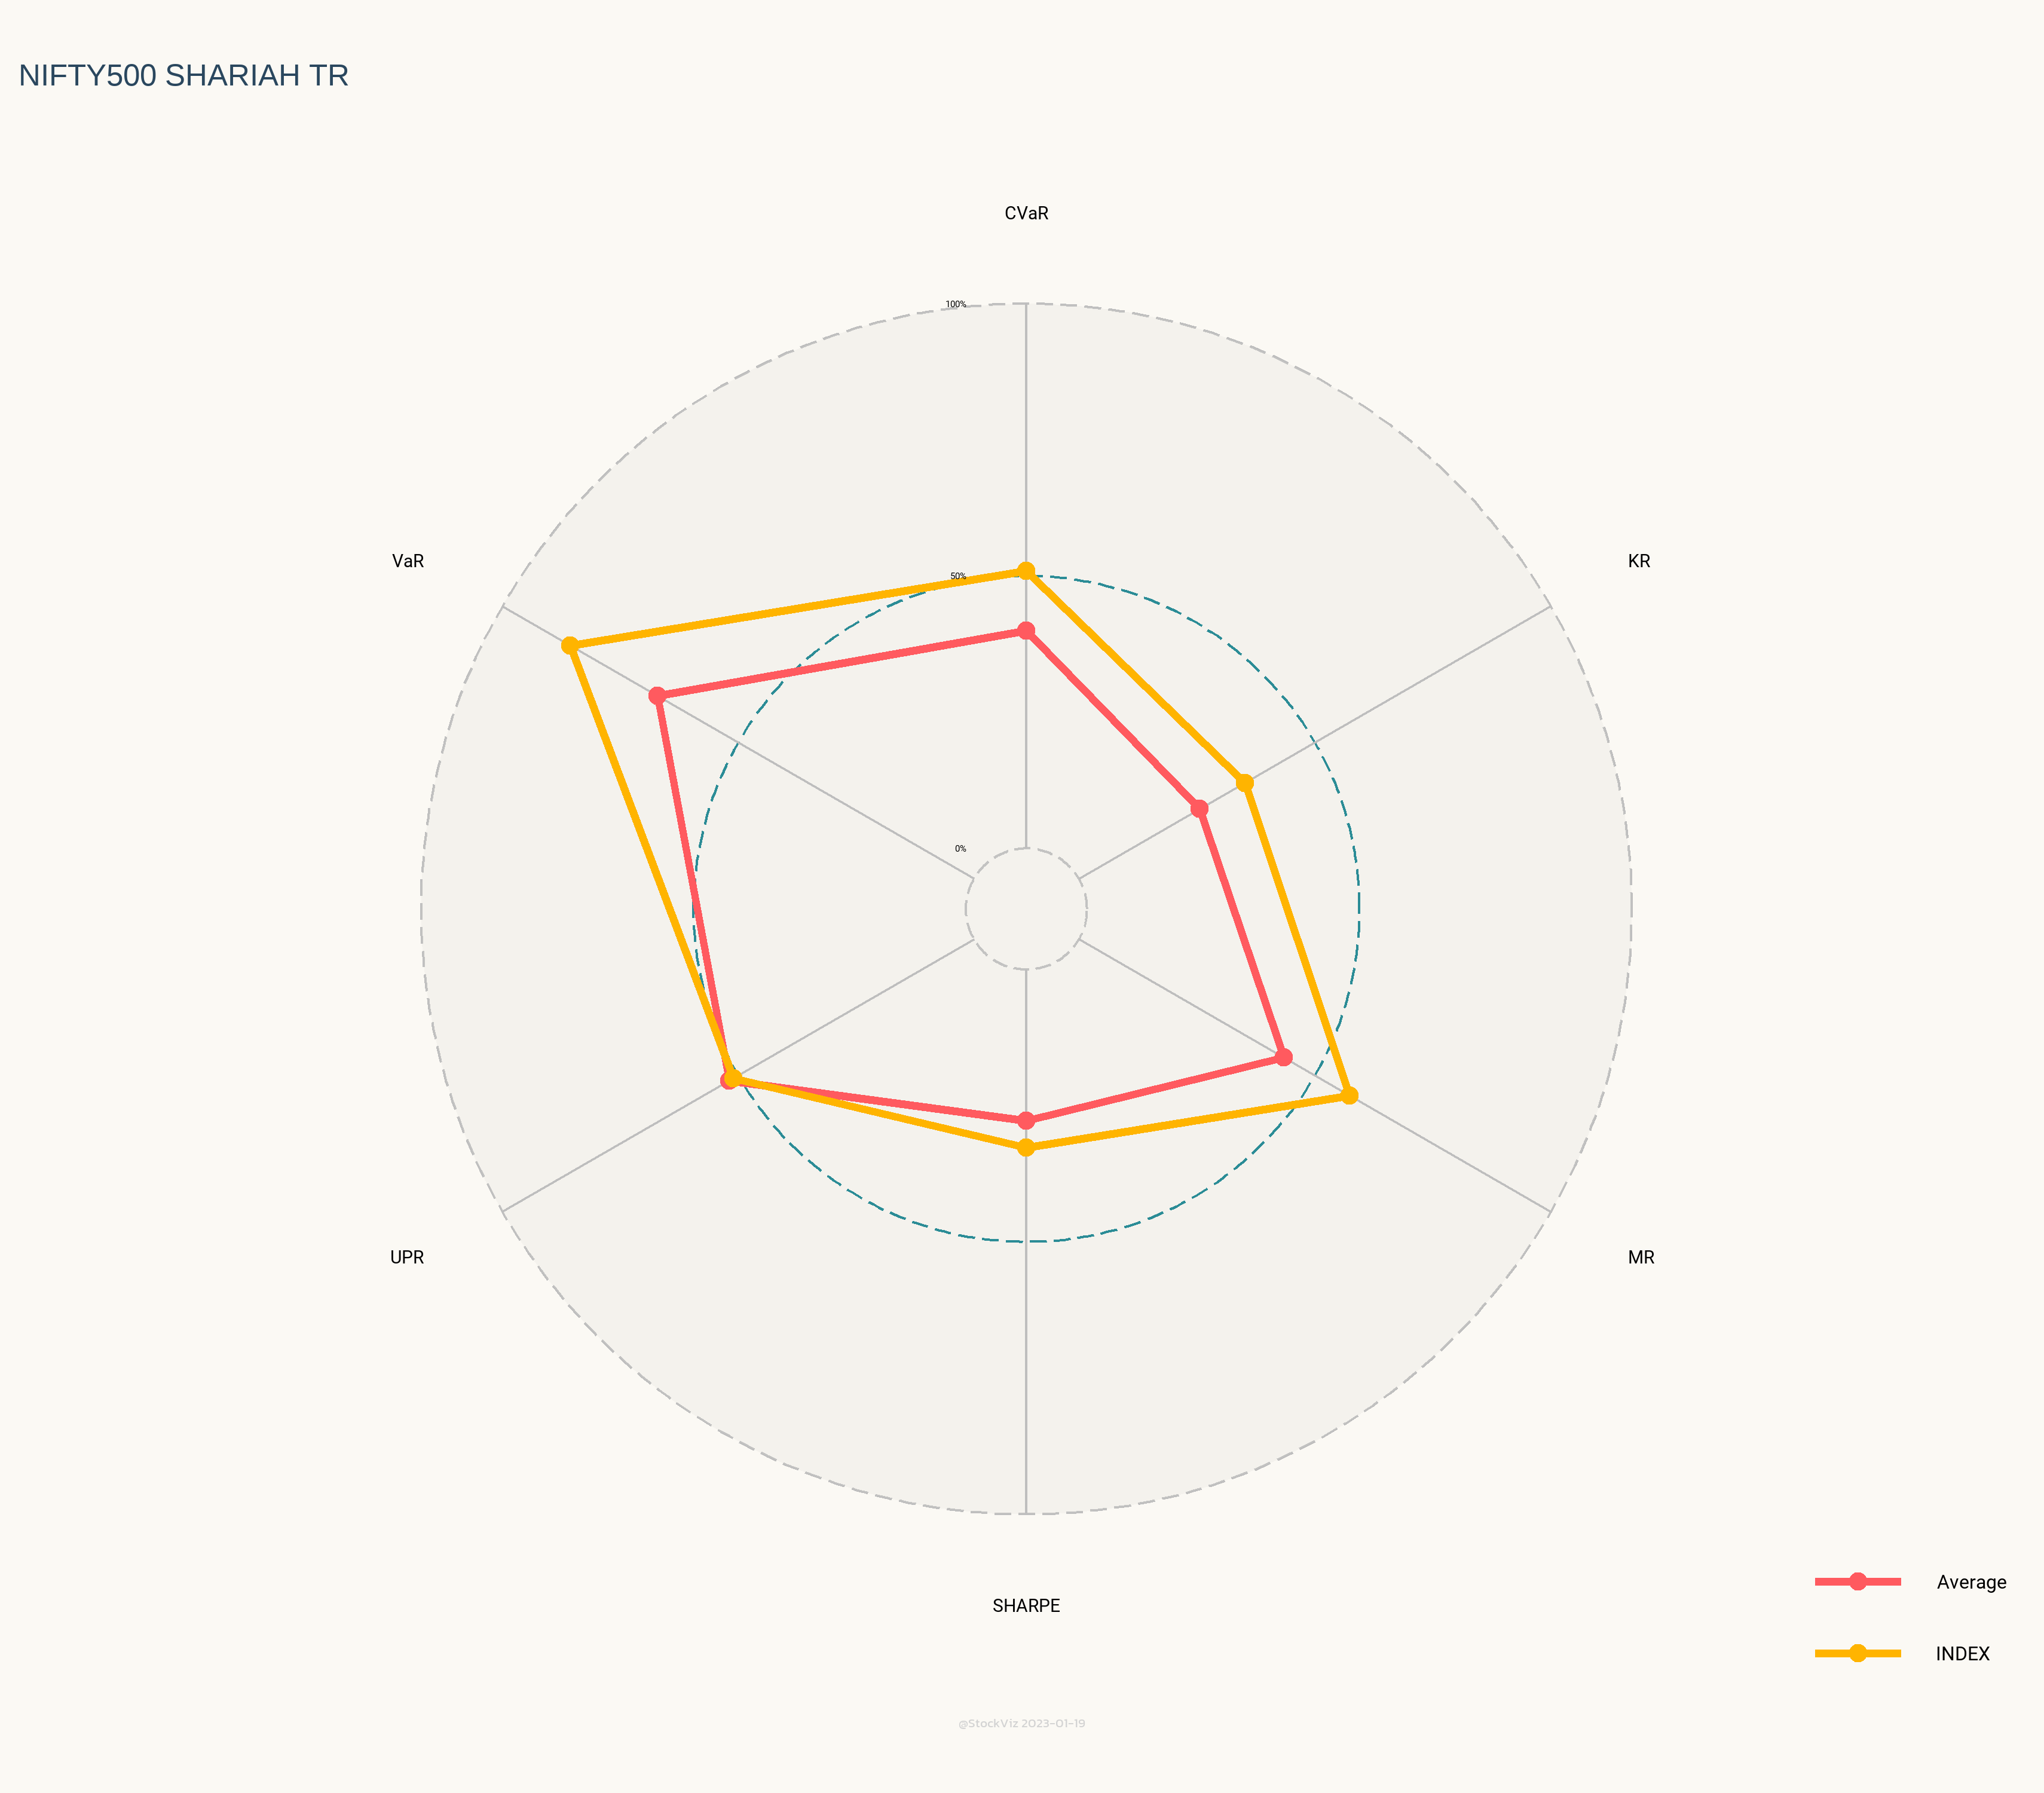 NIFTY500 SHARIAH TR
CVaR
100%
VaR
KR
50%
0%
UPR
MR
SHARPE
Average
INDEX
@StockViz 2023-01-19